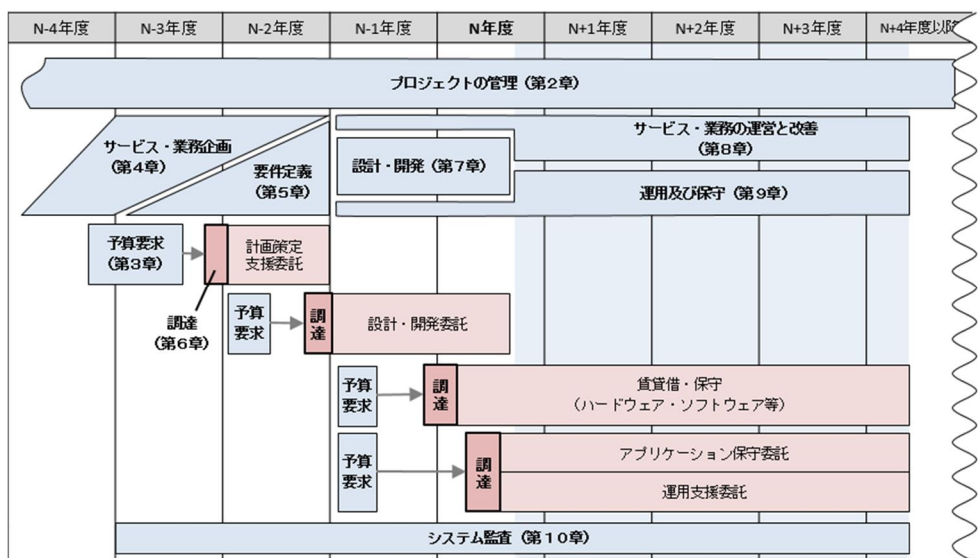 N-4年度 N-3年度 N-2年度 N-1年度 N年度 N+1年度 N+2年度 N+3年度 N+4年度以降
プロジェクトの管理（第2章）
サービス・業務企画
（第4章）
要件定義
（第5章）
設計・開発（第7章）
サービス・業務の運営と改善
（第8章）
運用及び保守（第9章）
予算要求
（第3章）
計画策定
支援委託
調達
（第6章）
予算
要求
調
達
設計・開発委託
予算
要求
調
達
賃貸借・保守
（ハードウェア・ソフトウェア等）
予算
要求
調
達
アプリケーション保守委託
運用支援委託
システム監査（第10章）